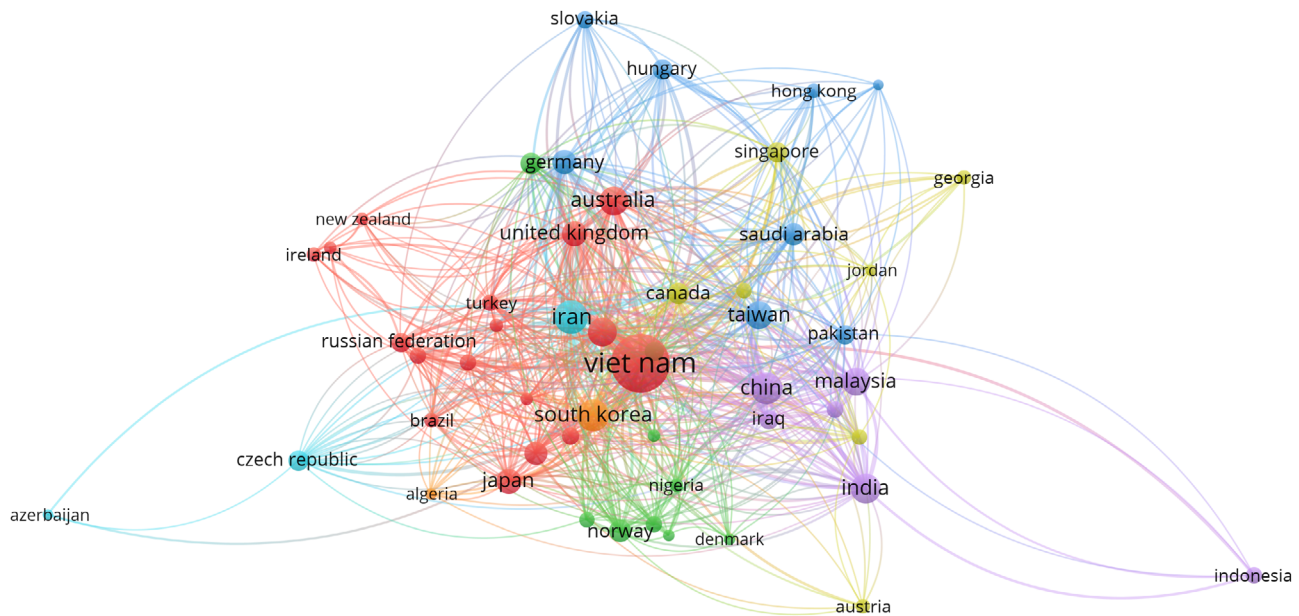 slovakia
hungary
hong kong
germany
singapore
georgia
australia
new zealand
united kingdom
saudi arabia
ireland
jordan
canada
turkey
iran
taiwan
pakistan
russian federation
viet nam
malaysia
china
south korea
iraq
brazil
czech republic
japan
nigeria
india
algeria
azerbaijan
norway
denmark
indonesia
austria